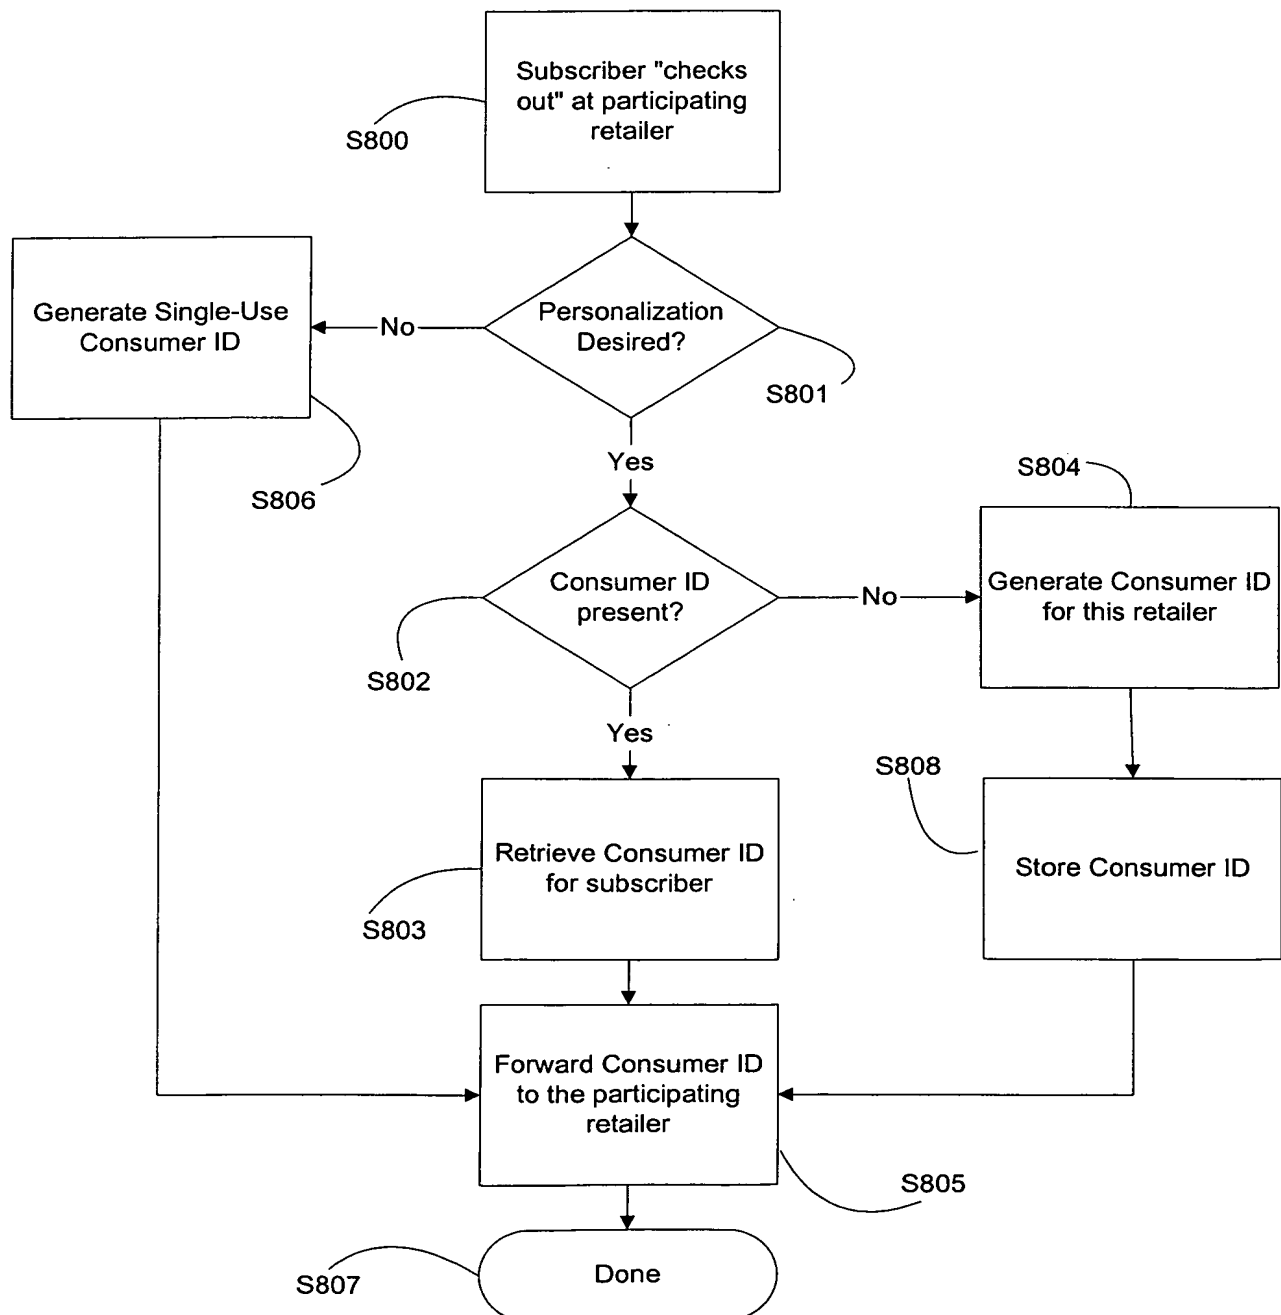 Subscriber "checks
out" at participating
retailer
S800
Generate Single-Use
Consumer ID
No
Personalization
Desired?
S801
S806
Yes
S804
Consumer ID
present?
No
Generate Consumer ID
for this retailer
S802
Yes
S808
Retrieve Consumer ID
for subscriber
Store Consumer ID
S803
Forward Consumer ID
to the participating
retailer
S805
Done
S807